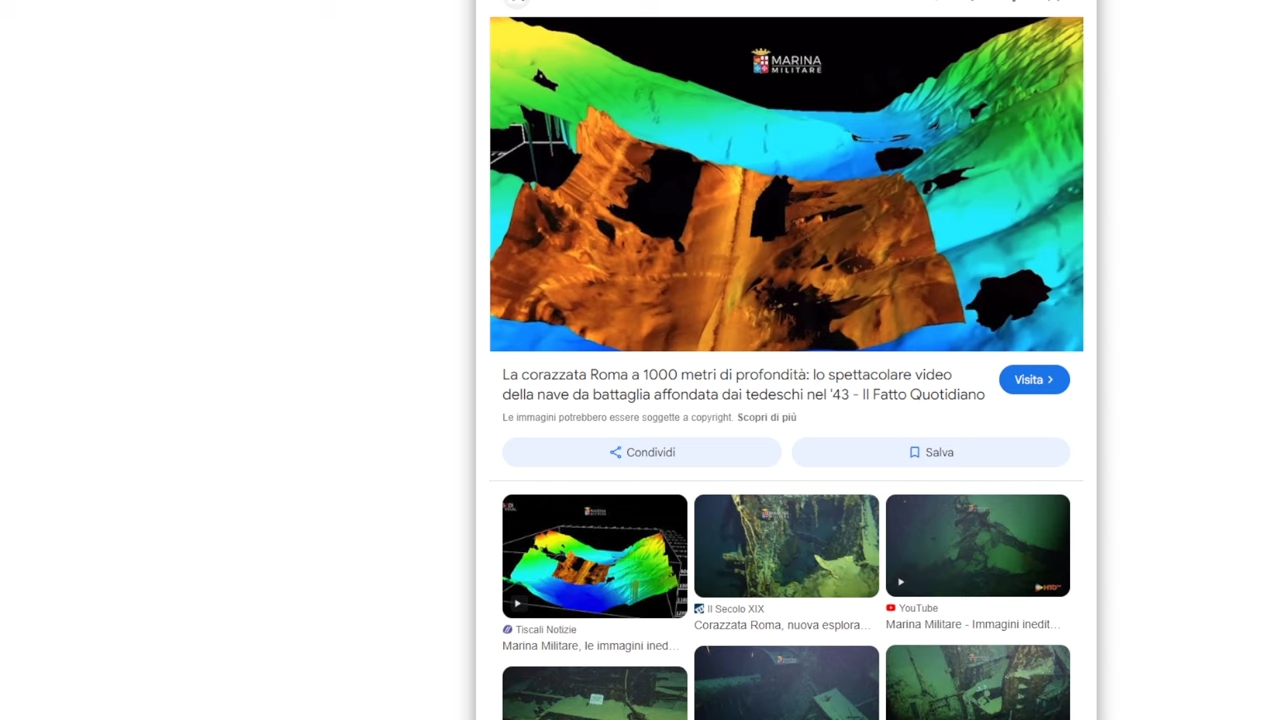 MARINA
MILITARE
La corazzata Roma a 1000 metri di profondità: lo spettacolare video
della nave da battaglia affondata dai tedeschi nel '43 - Il Fatto Quotidiano
Visita
Le immagini potrebbero essere soggette a copyright. Scopri di più
Condividi
Salva
MARINA
Tiscali Notizie
Marina Militare, le immagini ined...
Il Secolo XIX
Corazzata Roma, nuova esplora...
YouTube
Marina Militare - Immagini inedit...